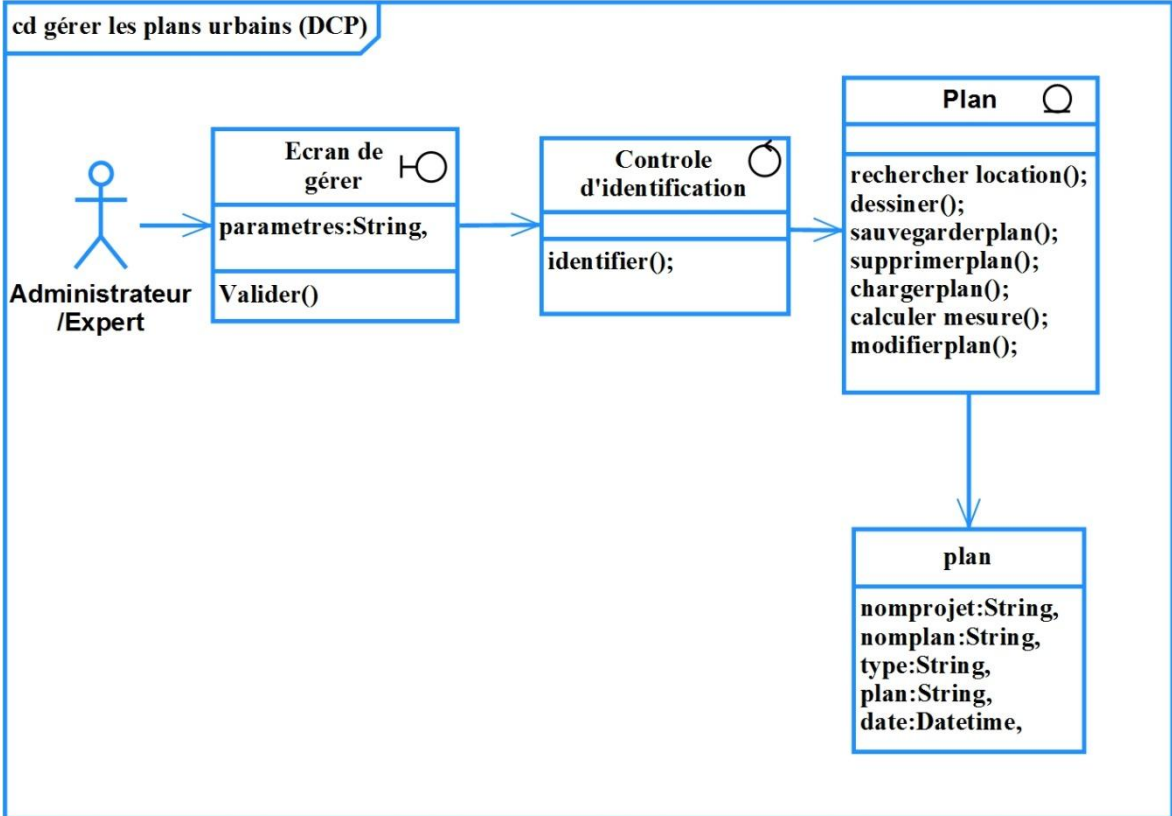 cd gérer les plans urbains (DCP)
Administrateur
/Expert
Ecran de
gérer
parametres:String,
Valider()
Controle
d'identification
identifier();
Plan
rechercher location();
dessiner();
sauvegarderplan();
supprimerplan();
chargerplan();
calculer mesure();
modifierplan();
plan
nomprojet:String,
nomplan:String,
type:String,
plan:String,
date:Datetime,